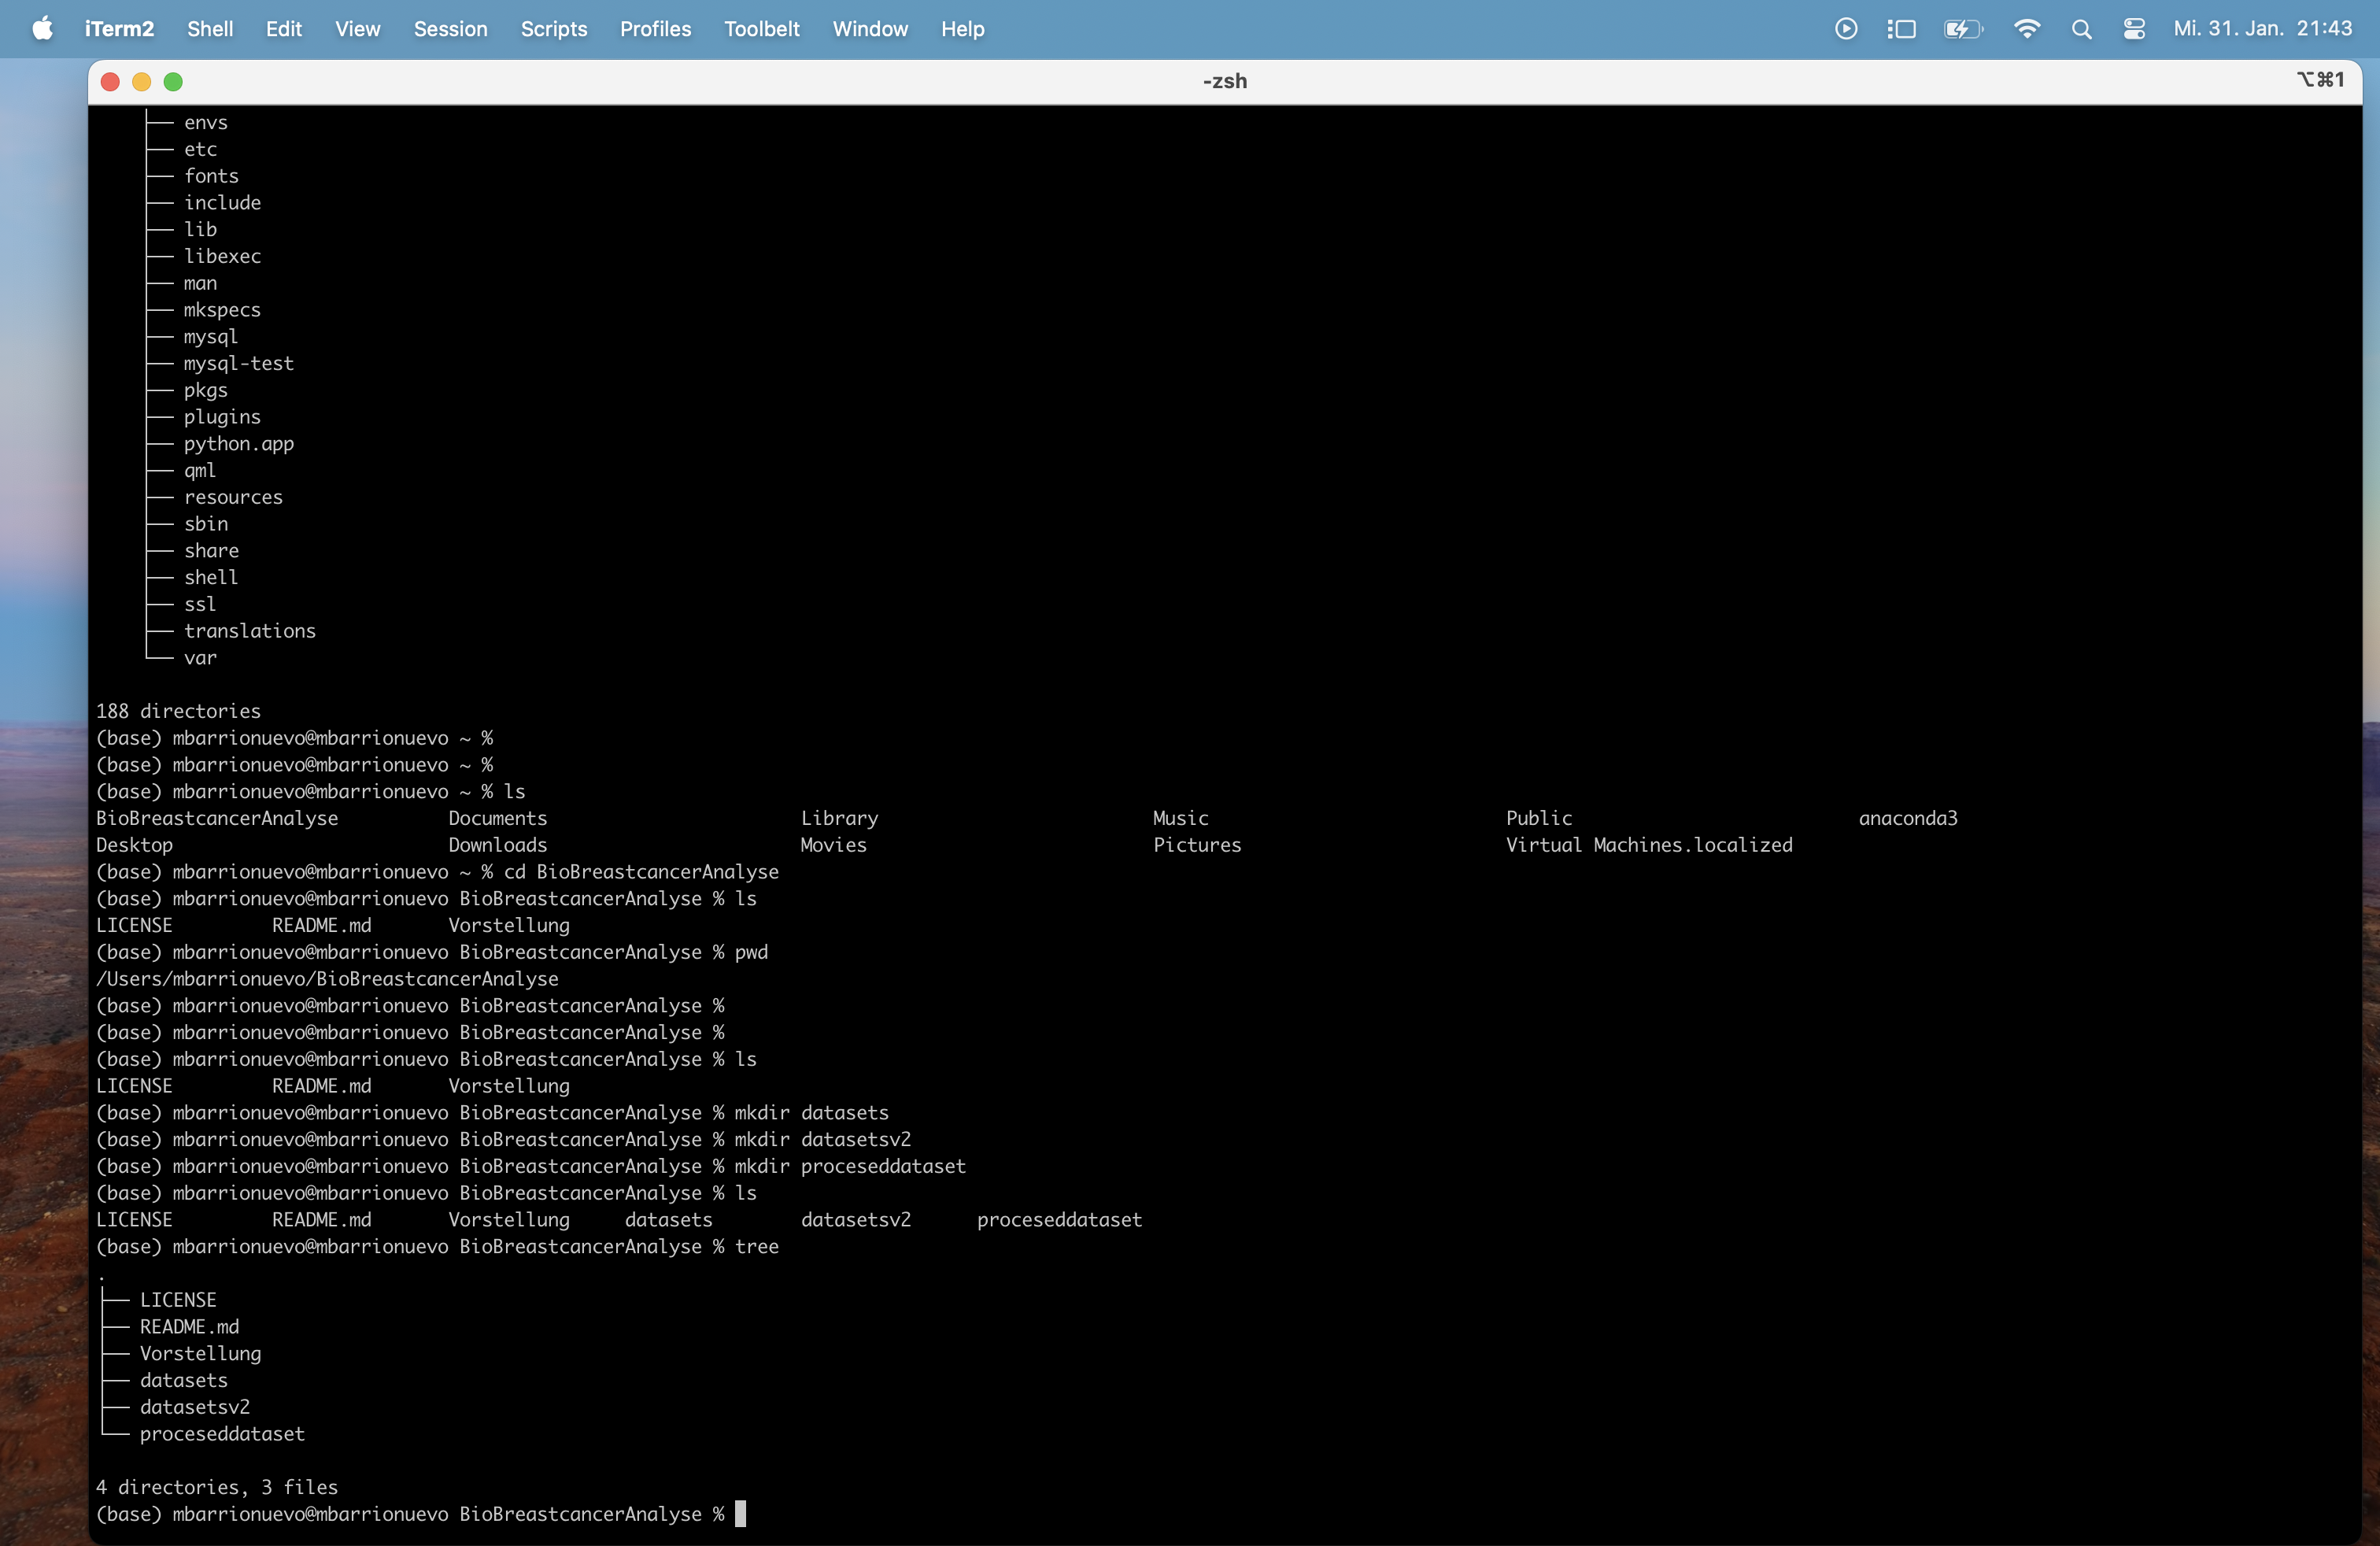 iTerm2 Shell Edit View Session Scripts Profiles Toolbelt Window Help Mi. 31. Jan. 21:43
-zsh ⌥⌘1
├── envs
├── etc
├── fonts
├── include
├── lib
├── libexec
├── man
├── mkspecs
├── mysql
├── mysql-test
├── pkgs
├── plugins
├── python.app
├── qml
├── resources
├── sbin
├── share
├── shell
├── ssl
├── translations
└── var
188 directories
(base) mbarrionuevo@mbarrionuevo ~ %
(base) mbarrionuevo@mbarrionuevo ~ %
(base) mbarrionuevo@mbarrionuevo ~ % ls
BioBreastcancerAnalyse Documents Library Music Public anaconda3
Desktop Downloads Movies Pictures Virtual Machines.localized
(base) mbarrionuevo@mbarrionuevo ~ % cd BioBreastcancerAnalyse
(base) mbarrionuevo@mbarrionuevo BioBreastcancerAnalyse % ls
LICENSE README.md Vorstellung
(base) mbarrionuevo@mbarrionuevo BioBreastcancerAnalyse % pwd
/Users/mbarrionuevo/BioBreastcancerAnalyse
(base) mbarrionuevo@mbarrionuevo BioBreastcancerAnalyse %
(base) mbarrionuevo@mbarrionuevo BioBreastcancerAnalyse %
(base) mbarrionuevo@mbarrionuevo BioBreastcancerAnalyse % ls
LICENSE README.md Vorstellung
(base) mbarrionuevo@mbarrionuevo BioBreastcancerAnalyse % mkdir datasets
(base) mbarrionuevo@mbarrionuevo BioBreastcancerAnalyse % mkdir datasetsv2
(base) mbarrionuevo@mbarrionuevo BioBreastcancerAnalyse % mkdir proceseddataset
(base) mbarrionuevo@mbarrionuevo BioBreastcancerAnalyse % ls
LICENSE README.md Vorstellung datasets datasetsv2 proceseddataset
(base) mbarrionuevo@mbarrionuevo BioBreastcancerAnalyse % tree
.
├── LICENSE
├── README.md
├── Vorstellung
├── datasets
├── datasetsv2
└── proceseddataset
4 directories, 3 files
(base) mbarrionuevo@mbarrionuevo BioBreastcancerAnalyse %